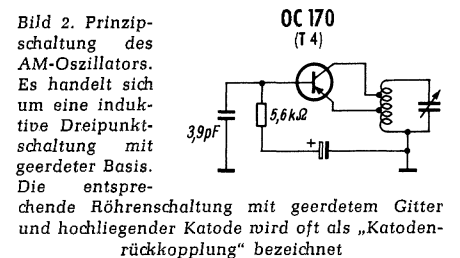 Bild 2. Prinzip-
schaltung des
AM-Oszillators.
Es handelt sich
um eine induk-
tive Dreipunkt-
schaltung mit
geerdeter Basis.
Die entspre-
chende Röhrenschaltung mit geerdetem Gitter
und hochliegender Katode wird oft als „Katoden-
rückkopplung“ bezeichnet
OC 170
(T 4)
3,9pF
5,6kΩ
+